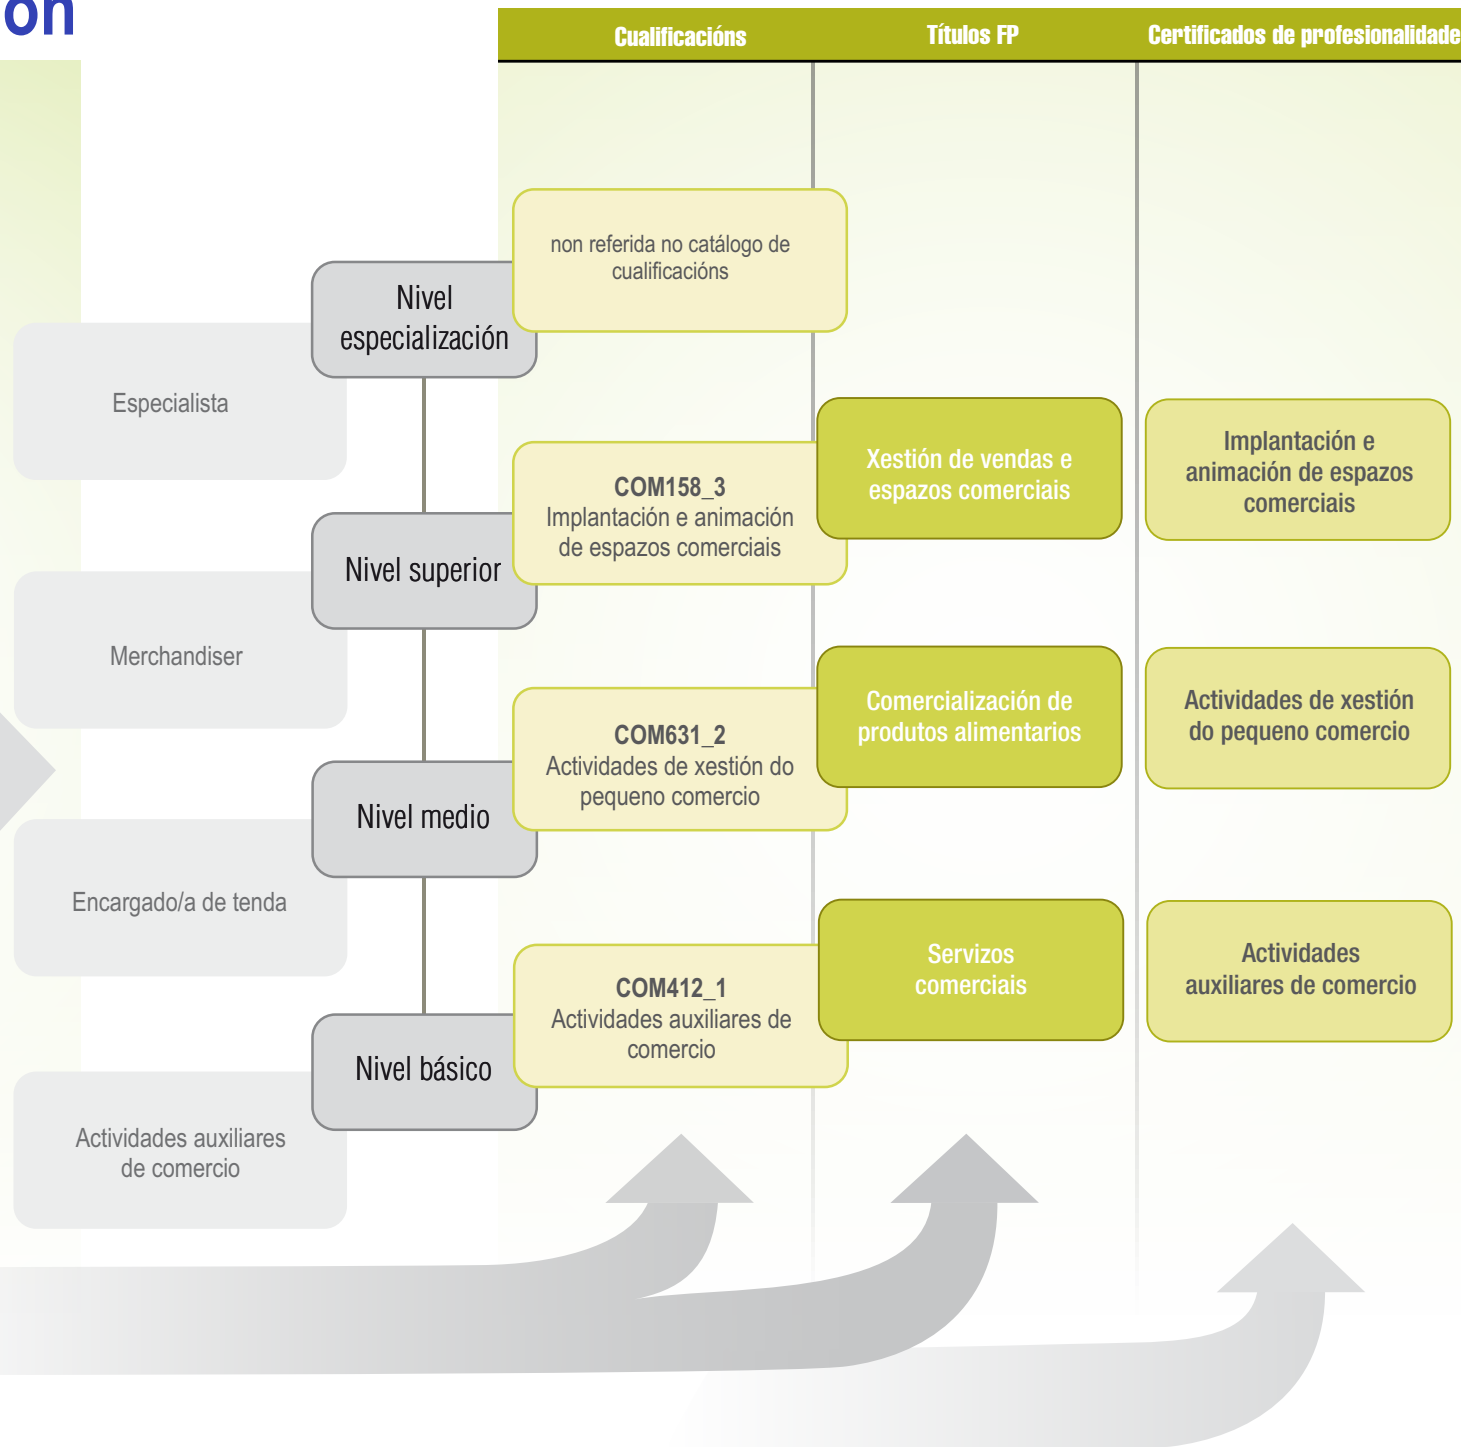 ón
Cualificacións
Títulos FP
Certificados de profesionalidade
non referida no catálogo de
cualificacións
Nivel
especialización
Especialista
COM158_3
Implantación e animación
de espazos comerciais
Xestión de vendas e
espazos comerciais
Implantación e
animación de espazos
comerciais
Nivel superior
Merchandiser
COM631_2
Actividades de xestión do
pequeno comercio
Comercialización de
produtos alimentarios
Actividades de xestión
do pequeno comercio
Nivel medio
Encargado/a de tenda
COM412_1
Actividades auxiliares de
comercio
Servizos
comerciais
Actividades
auxiliares de comercio
Nivel básico
Actividades auxiliares
de comercio